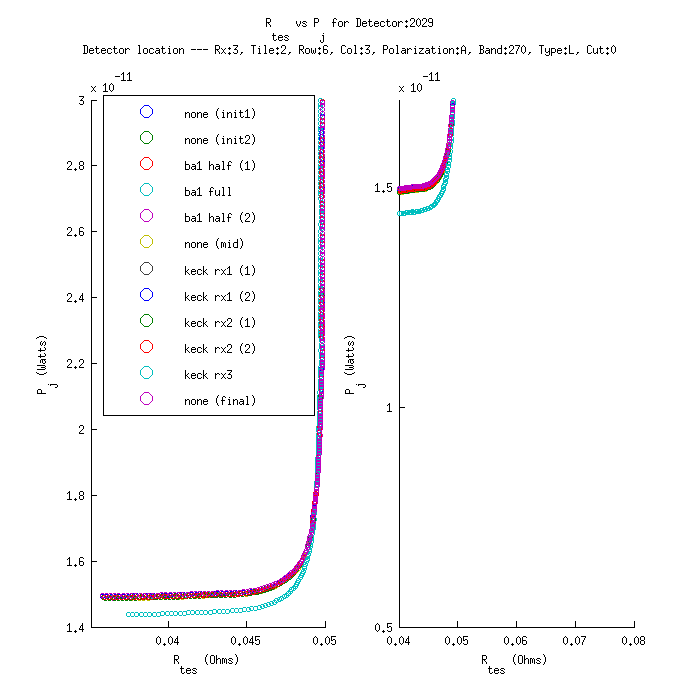 R tes vs P j for Detector:2029
Detector location --- Rx:3, Tile:2, Row:6, Col:3, Polarization:A, Band:270, Type:L, Cut:0
x 10 -11
3
2.8
2.6
2.4
2.2
2
1.8
1.6
1.4
P j (Watts)
none (init1)
none (init2)
ba1 half (1)
ba1 full
ba1 half (2)
none (mid)
keck rx1 (1)
keck rx1 (2)
keck rx2 (1)
keck rx2 (2)
keck rx3
none (final)
0.04 0.045 0.05
R tes (Ohms)
x 10 -11
1.5
1
0.5
P j (Watts)
0.04 0.05 0.06 0.07 0.08
R tes (Ohms)